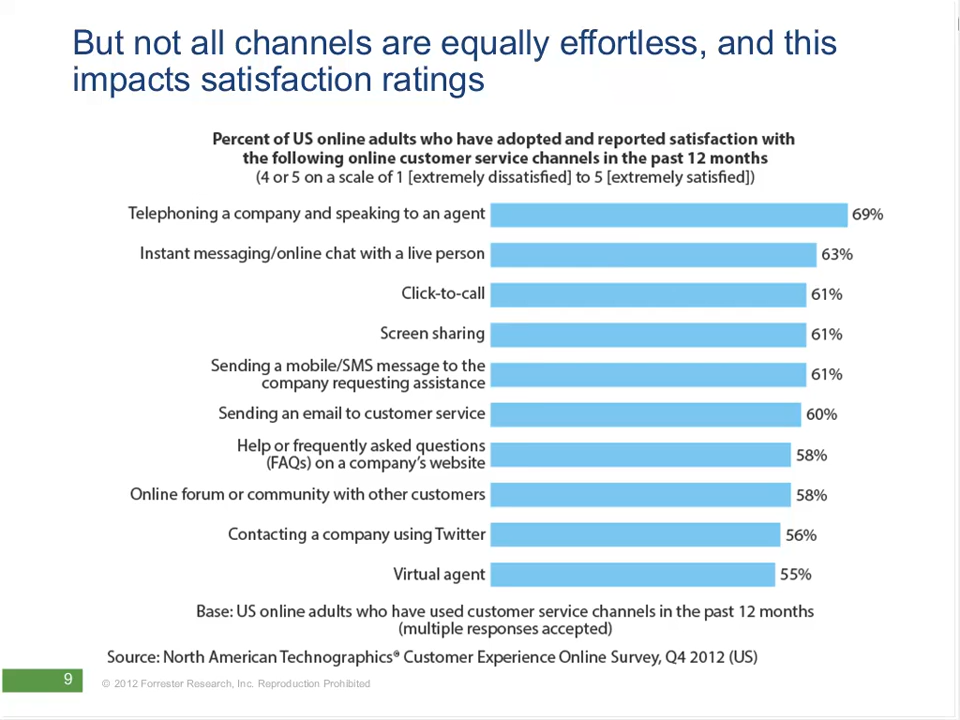 But not all channels are equally effortless, and this
impacts satisfaction ratings
Percent of US online adults who have adopted and reported satisfaction with
the following online customer service channels in the past 12 months
(4 or 5 on a scale of 1 [extremely dissatisfied] to 5 [extremely satisfied])
Telephoning a company and speaking to an agent 69%
Instant messaging/online chat with a live person 63%
Click-to-call 61%
Screen sharing 61%
Sending a mobile/SMS message to the
company requesting assistance 61%
Sending an email to customer service 60%
Help or frequently asked questions
(FAQs) on a company's website 58%
Online forum or community with other customers 58%
Contacting a company using Twitter 56%
Virtual agent 55%
Base: US online adults who have used customer service channels in the past 12 months
(multiple responses accepted)
Source: North American Technographics® Customer Experience Online Survey, Q4 2012 (US)
9 © 2012 Forrester Research, Inc. Reproduction Prohibited